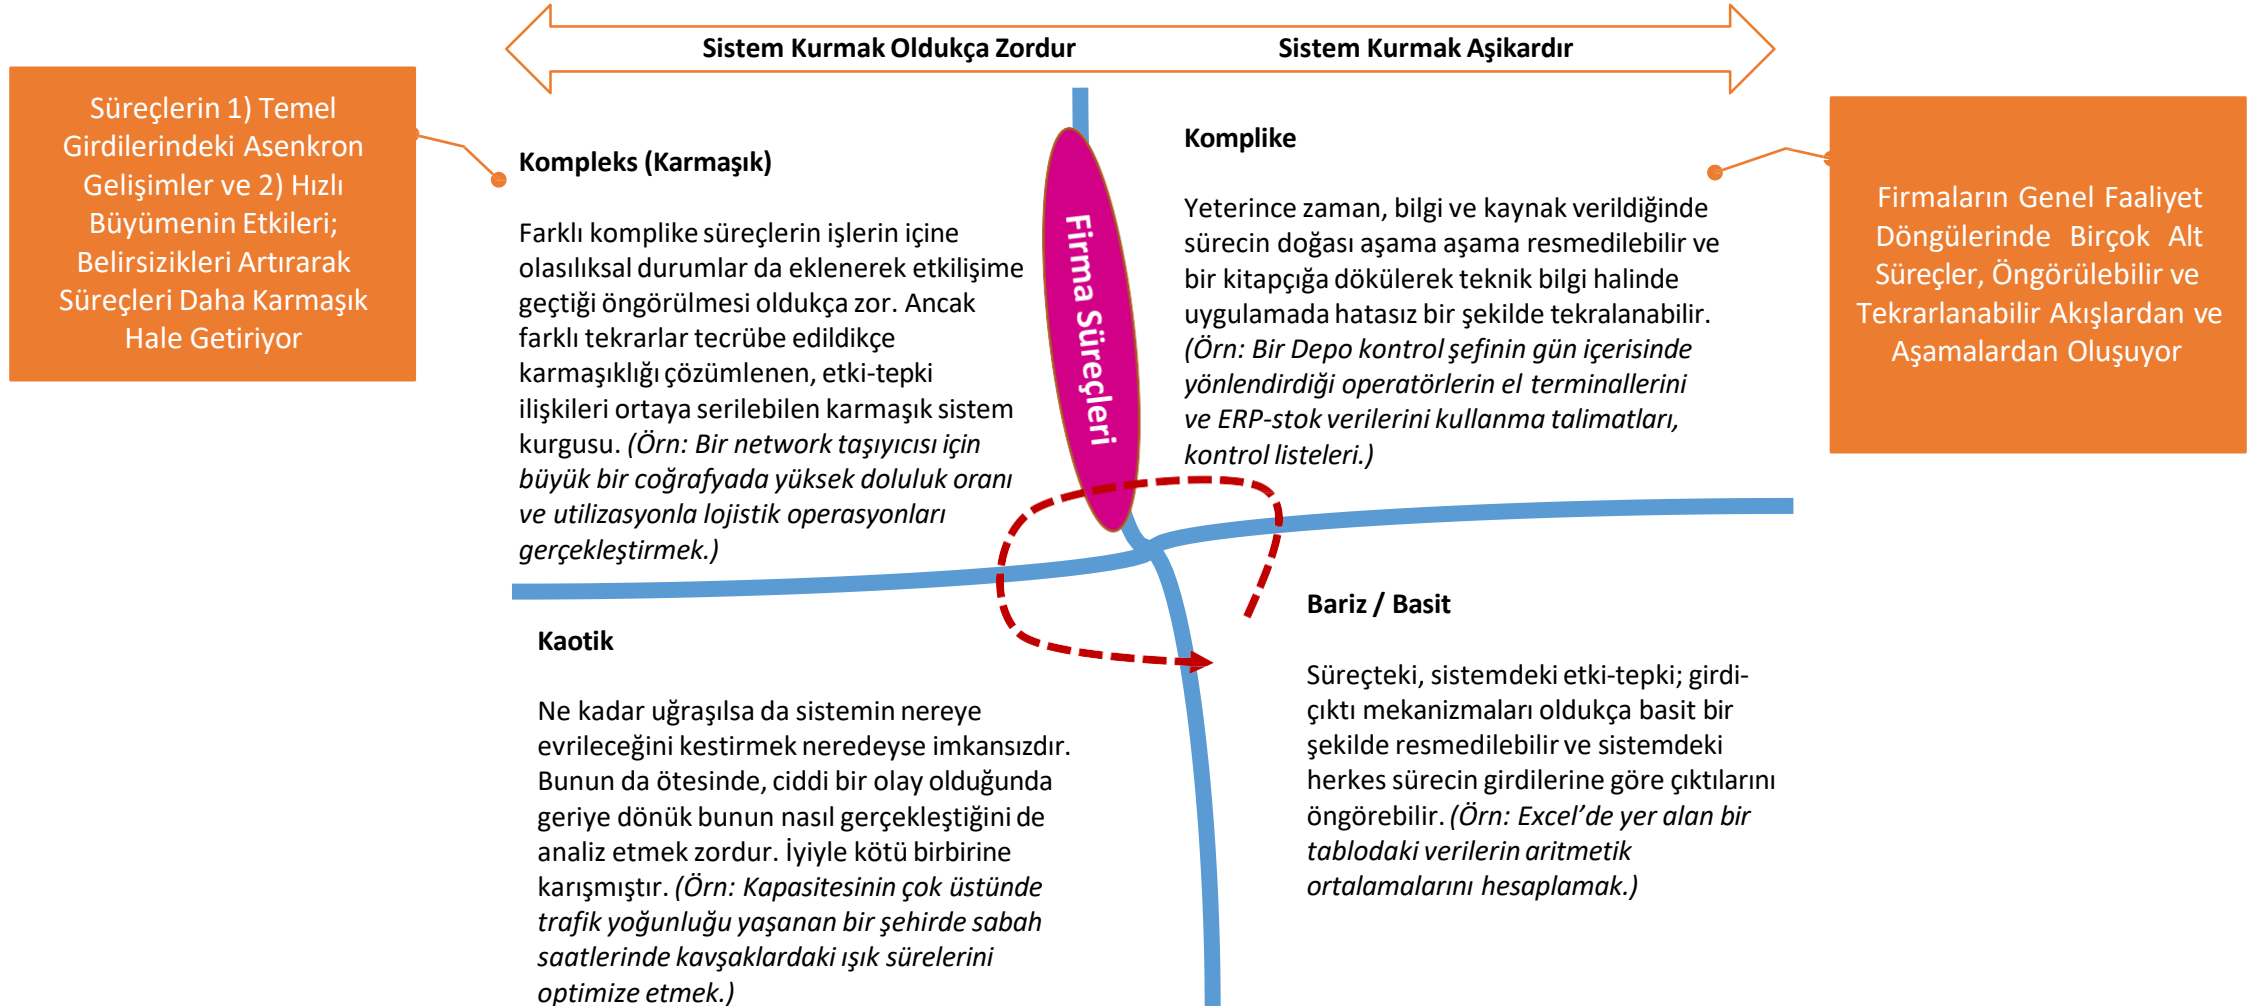 Sistem Kurmak Oldukça Zordur
Sistem Kurmak Aşikardır
Süreçlerin 1) Temel
Girdilerindeki Asenkron
Gelişimler ve 2) Hızlı
Büyümenin Etkileri;
Belirsizikleri Artırarak
Süreçleri Daha Karmaşık
Hale Getiriyor
Kompleks (Karmaşık)
Farklı komplike süreçlerin işlerin içine
olasılıksal durumlar da eklenerek etkilişime
geçtiği öngörülmesi oldukça zor. Ancak
farklı tekrarlar tecrübe edildikçe
karmaşıklığı çözümlenen, etki-tepki
ilişkileri ortaya serilebilen karmaşık sistem
kurgusu. (Örn: Bir network taşıyıcısı için
büyük bir coğrafyada yüksek doluluk oranı
ve utilizasyonla lojistik operasyonları
gerçekleştirmek.)
Firma Süreçleri
Komplike
Yeterince zaman, bilgi ve kaynak verildiğinde
sürecin doğası aşama aşama resmedilebilir ve
bir kitapçığa dökülerek teknik bilgi halinde
uygulamada hatasız bir şekilde tekralanabilir.
(Örn: Bir Depo kontrol şefinin gün içerisinde
yönlendirdiği operatörlerin el terminallerini
ve ERP-stok verilerini kullanma talimatları,
kontrol listeleri.)
Firmaların Genel Faaliyet
Döngülerinde Birçok Alt
Süreçler, Öngörülebilir ve
Tekrarlanabilir Akışlardan ve
Aşamalardan Oluşuyor
Kaotik
Ne kadar uğraşılsa da sistemin nereye
evrileceğini kestirmek neredeyse imkansızdır.
Bunun da ötesinde, ciddi bir olay olduğunda
geriye dönük bunun nasıl gerçekleştiğini de
analiz etmek zordur. İyiyle kötü birbirine
karışmıştır. (Örn: Kapasitesinin çok üstünde
trafik yoğunluğu yaşanan bir şehirde sabah
saatlerinde kavşaklardaki ışık sürelerini
optimize etmek.)
Bariz / Basit
Süreçteki, sistemdeki etki-tepki; girdi-
çıktı mekanizmaları oldukça basit bir
şekilde resmedilebilir ve sistemdeki
herkes sürecin girdilerine göre çıktılarını
öngörebilir. (Örn: Excel’de yer alan bir
tablodaki verilerin aritmetik
ortalamalarını hesaplamak.)